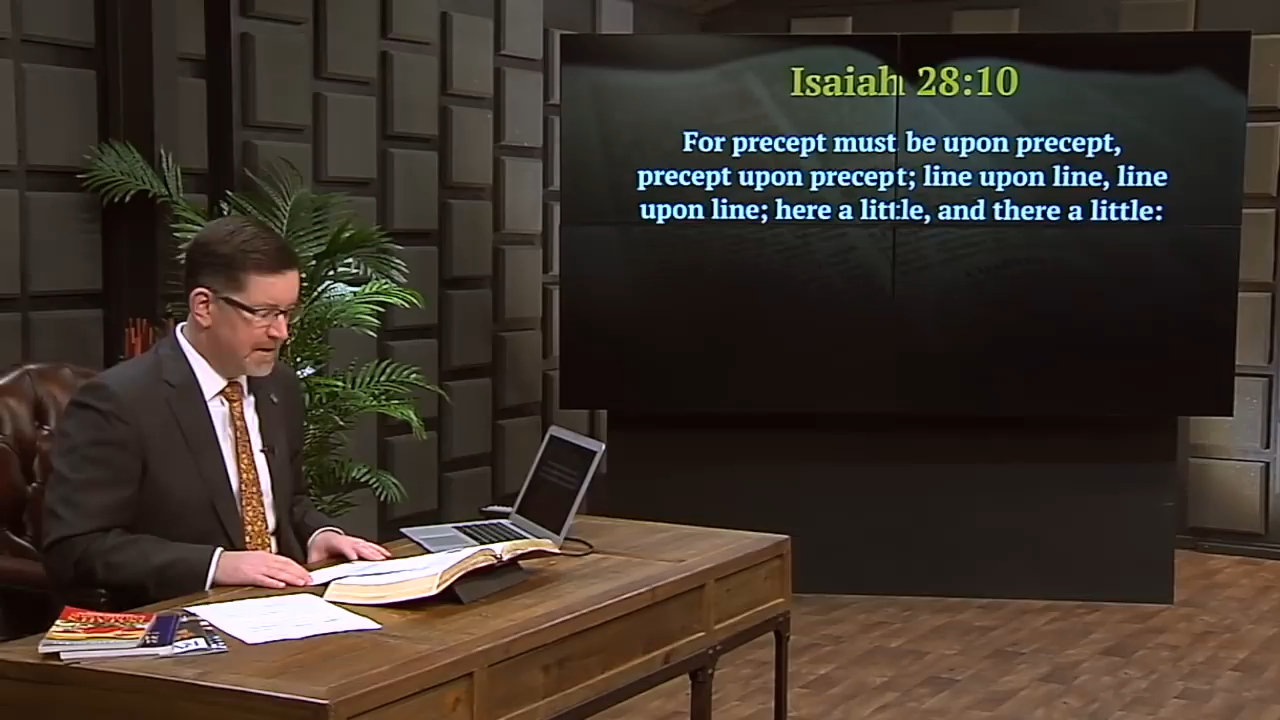 Isaiah 28:10
For precept must be upon precept,
precept upon precept; line upon line, line
upon line; here a little, and there a little: